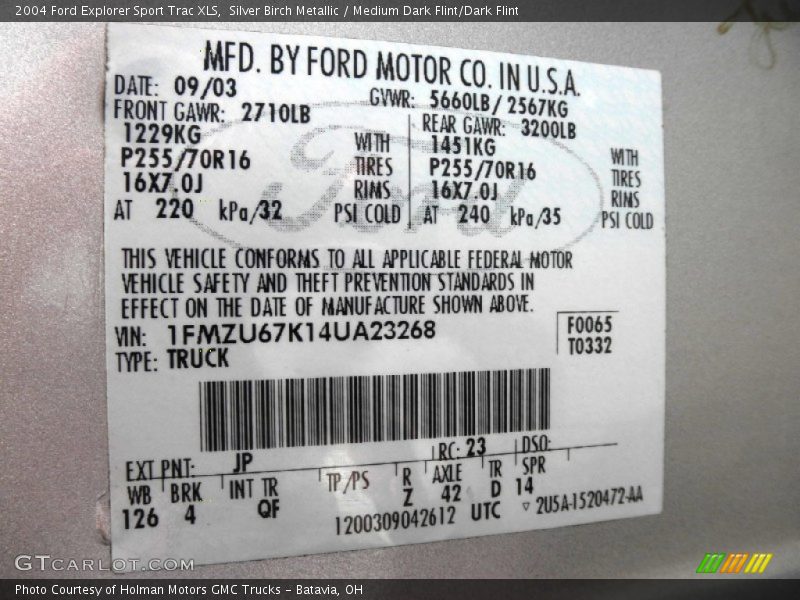 2004 Ford Explorer Sport Trac XLS,  Silver Birch Metallic / Medium Dark Flint/Dark Flint
MFD. BY FORD MOTOR CO. IN U.S.A.
DATE: 09/03 GVWR: 5660LB/ 2567KG
FRONT GAWR: 2710LB REAR GAWR: 3200LB
1229KG WITH 1451KG WITH
P255/70R16 TIRES P255/70R16 TIRES
16X7.0J RIMS 16X7.0J RIMS
AT 220 kPa/32 PSI COLD AT 240 kPa/35 PSI COLD
THIS VEHICLE CONFORMS TO ALL APPLICABLE FEDERAL MOTOR
VEHICLE SAFETY AND THEFT PREVENTION STANDARDS IN
EFFECT ON THE DATE OF MANUFACTURE SHOWN ABOVE.
VIN: 1FMZU67K14UA23268 F0065
TYPE: TRUCK T0332
EXT PNT: JP RC: 23 DSO:
WB BRK INT TR TP/PS R AXLE TR SPR
126 4 QF Z 42 D 14
1200309042612 UTC ▽ 2U5A-1520472-AA
Ford
GTCARLOT.COM
Photo Courtesy of Holman Motors GMC Trucks - Batavia, OH